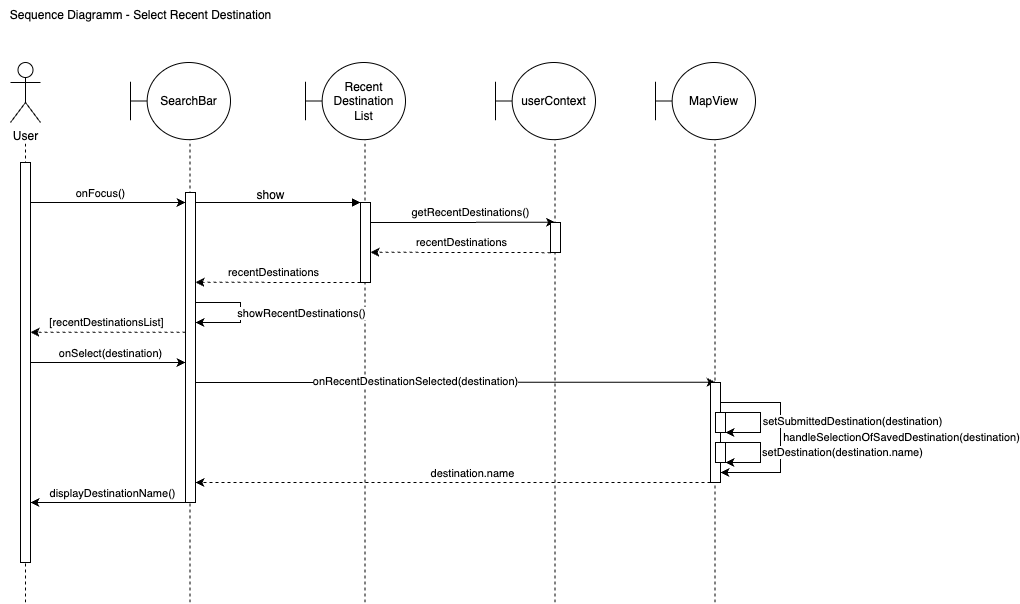 Sequence Diagramm - Select Recent Destination
User
SearchBar
Recent
Destination
List
userContext
MapView
onFocus()
show
getRecentDestinations()
recentDestinations
recentDestinations
showRecentDestinations()
[recentDestinationsList]
onSelect(destination)
onRecentDestinationSelected(destination)
setSubmittedDestination(destination)
handleSelectionOfSavedDestination(destination)
setDestination(destination.name)
destination.name
displayDestinationName()